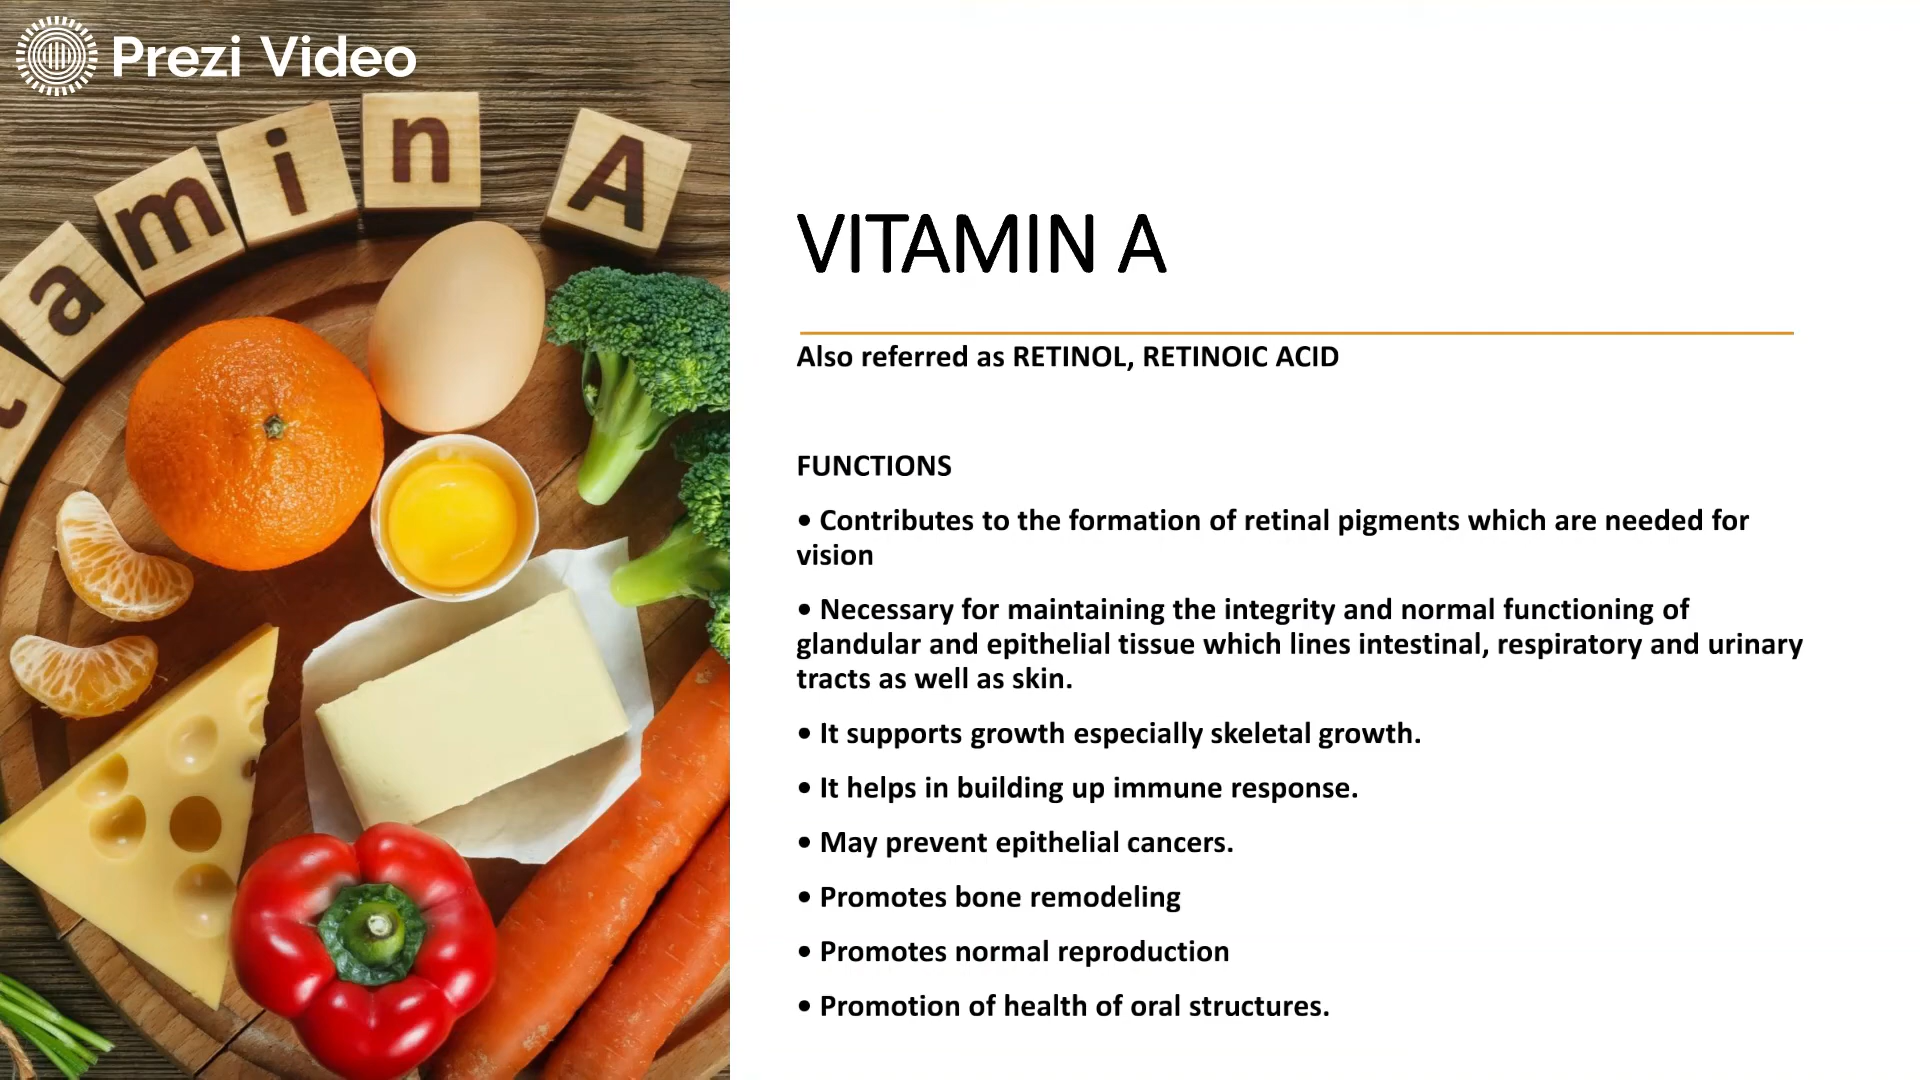 Prezi Video
t a m i n A
VITAMIN A
Also referred as RETINOL, RETINOIC ACID
FUNCTIONS
• Contributes to the formation of retinal pigments which are needed for
vision
• Necessary for maintaining the integrity and normal functioning of
glandular and epithelial tissue which lines intestinal, respiratory and urinary
tracts as well as skin.
• It supports growth especially skeletal growth.
• It helps in building up immune response.
• May prevent epithelial cancers.
• Promotes bone remodeling
• Promotes normal reproduction
• Promotion of health of oral structures.